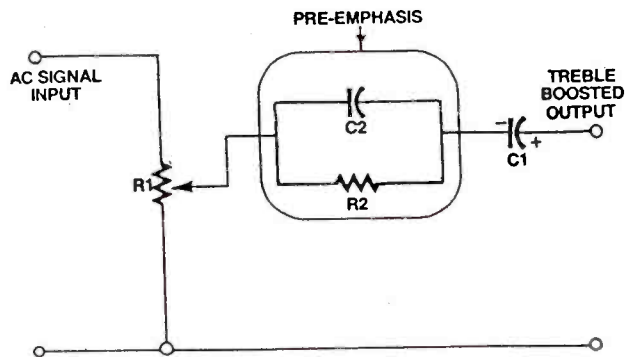 PRE-EMPHASIS
AC SIGNAL
INPUT
TREBLE
BOOSTED
OUTPUT
C2
- C1 +
R1
R2